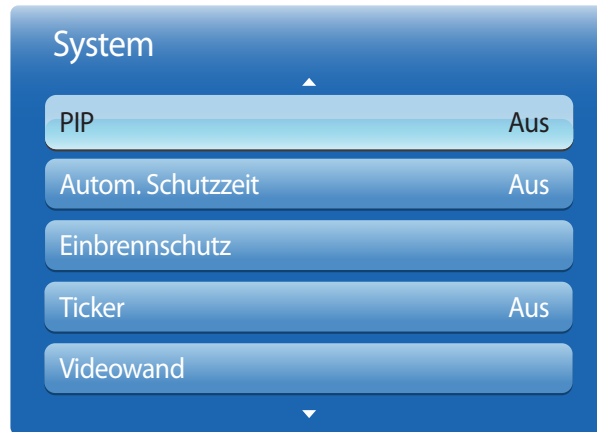 System
PIP Aus
Autom. Schutzzeit Aus
Einbrennschutz
Ticker Aus
Videowand